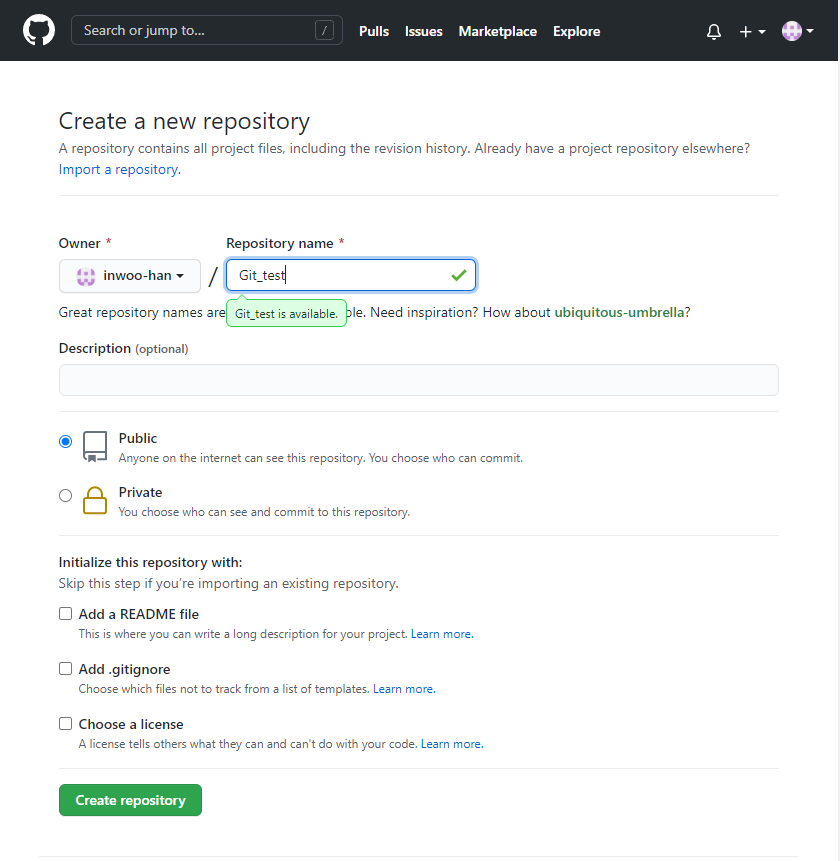 Search or jump to...
/
Pulls
Issues
Marketplace
Explore
Create a new repository
A repository contains all project files, including the revision history. Already have a project repository elsewhere?
Import a repository.
Owner *
Repository name *
inwoo-han
/
Git_test
Great repository names are ble. Need inspiration? How about ubiquitous-umbrella?
Git_test is available.
Description (optional)
Public
Anyone on the internet can see this repository. You choose who can commit.
Private
You choose who can see and commit to this repository.
Initialize this repository with:
Skip this step if you're importing an existing repository.
Add a README file
This is where you can write a long description for your project. Learn more.
Add .gitignore
Choose which files not to track from a list of templates. Learn more.
Choose a license
A license tells others what they can and can't do with your code. Learn more.
Create repository